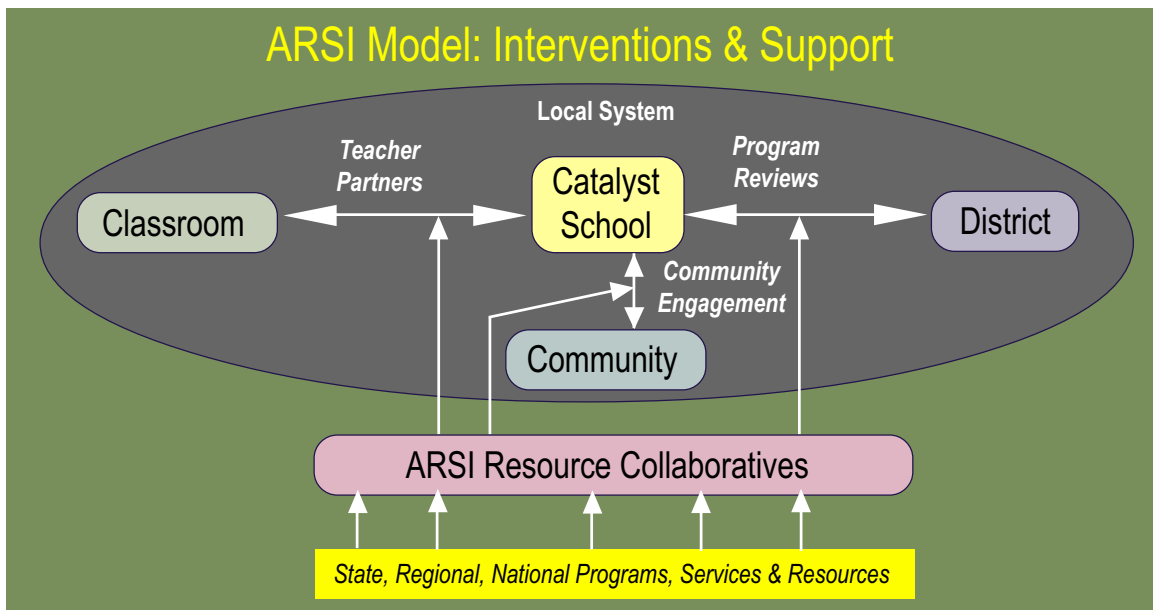 ARSI Model: Interventions & Support
Local System
Teacher
Partners
Program
Reviews
Classroom
Catalyst
School
District
Community
Engagement
Community
ARSI Resource Collaboratives
State, Regional, National Programs, Services & Resources